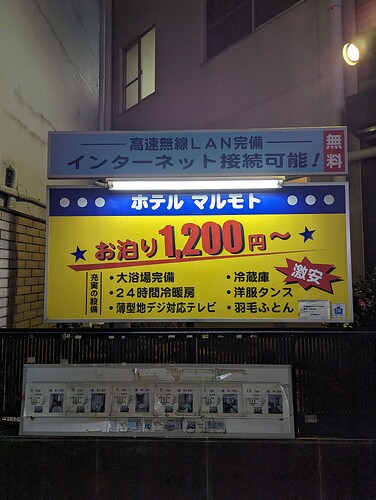 高速無線LAN完備
インターネット接続可能!
無料
ホテル マルモト
お泊り1,200円～
激安
充実の設備
・大浴場完備
・24時間冷暖房
・薄型地デジ対応テレビ
・冷蔵庫
・洋服タンス
・羽毛ふとん